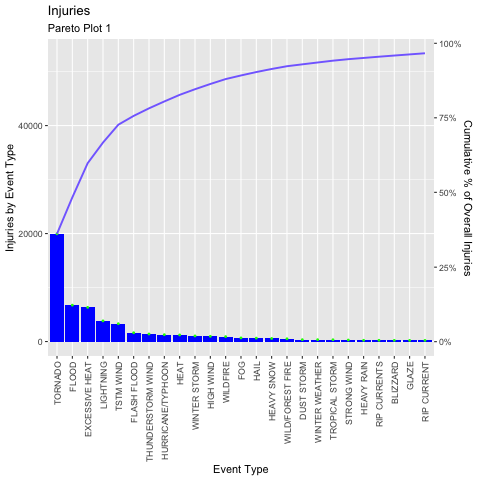 Injuries
Pareto Plot 1
100%
75%
50%
25%
0%
40000
20000
0
Injuries by Event Type
Cumulative % of Overall Injuries
TORNADO
FLOOD
EXCESSIVE HEAT
LIGHTNING
TSTM WIND
FLASH FLOOD
THUNDERSTORM WIND
HURRICANE/TYPHOON
HEAT
WINTER STORM
HIGH WIND
WILDFIRE
FOG
HAIL
HEAVY SNOW
WILD/FOREST FIRE
DUST STORM
WINTER WEATHER
TROPICAL STORM
STRONG WIND
HEAVY RAIN
RIP CURRENTS
BLIZZARD
GLAZE
RIP CURRENT
Event Type